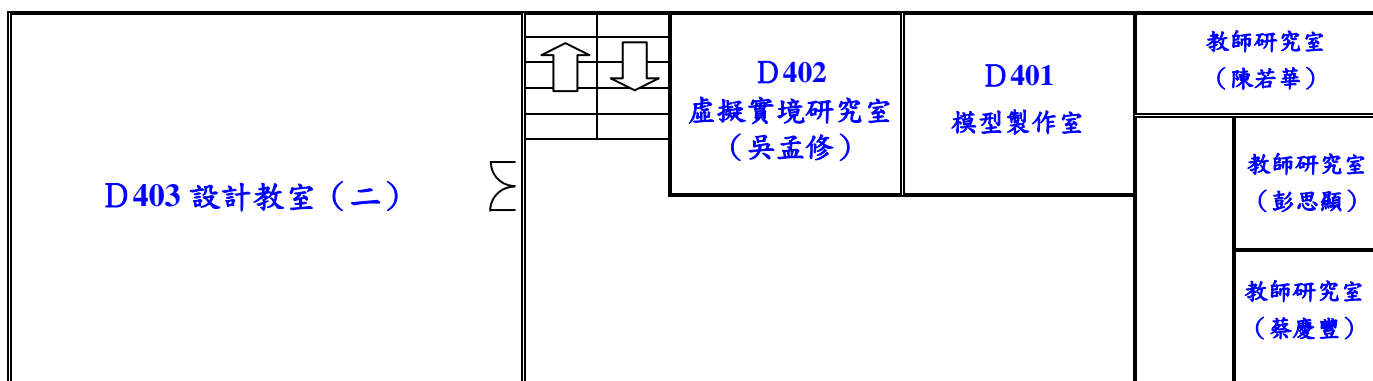 D403 設計教室（二）
D402
虛擬實境研究室
（吳孟修）
D401
模型製作室
教師研究室
（陳若華）
教師研究室
（彭思顯）
教師研究室
（蔡慶豐）